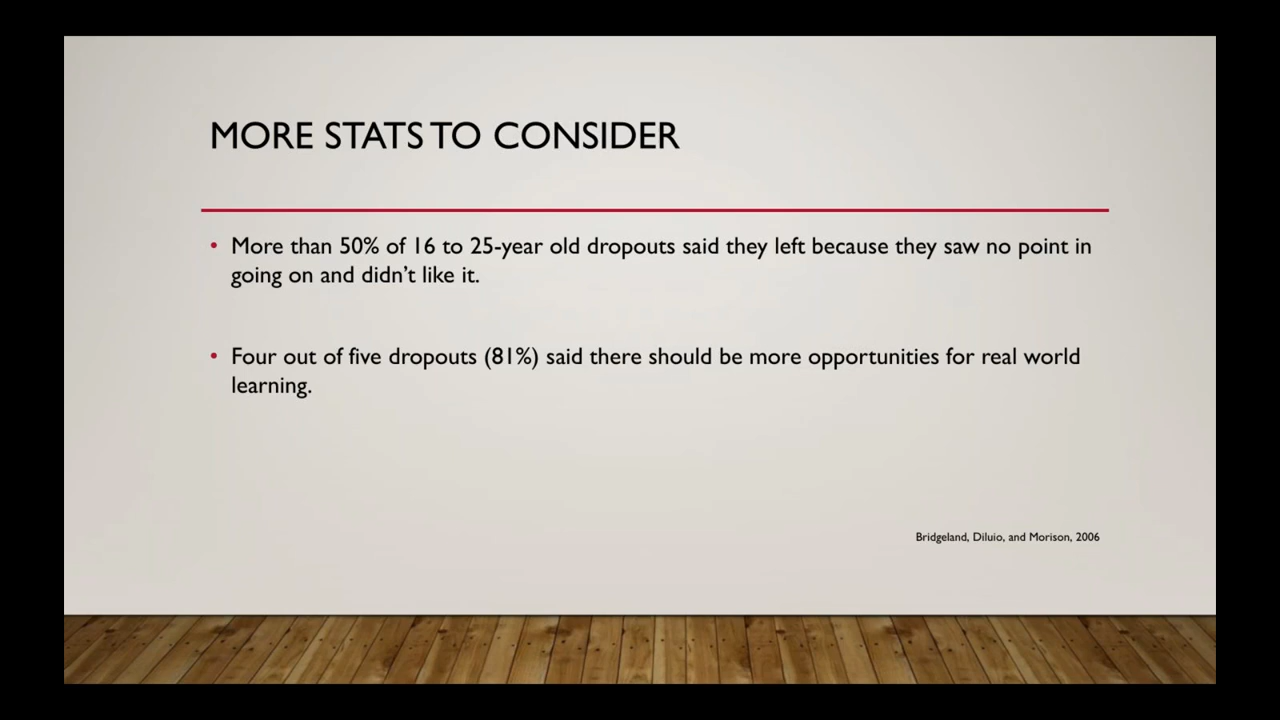 MORE STATS TO CONSIDER
• More than 50% of 16 to 25-year old dropouts said they left because they saw no point in
going on and didn’t like it.
• Four out of five dropouts (81%) said there should be more opportunities for real world
learning.
Bridgeland, Diluio, and Morison, 2006